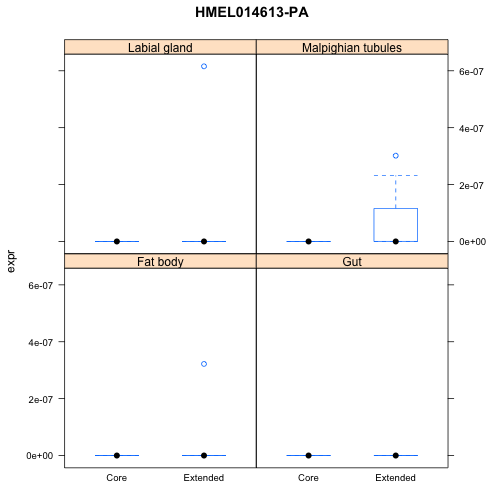 HMEL014613-PA
Labial gland
Malpighian tubules
6e-07
4e-07
2e-07
0e+00
expr
Fat body
Gut
6e-07
4e-07
2e-07
0e+00
Core
Extended
Core
Extended